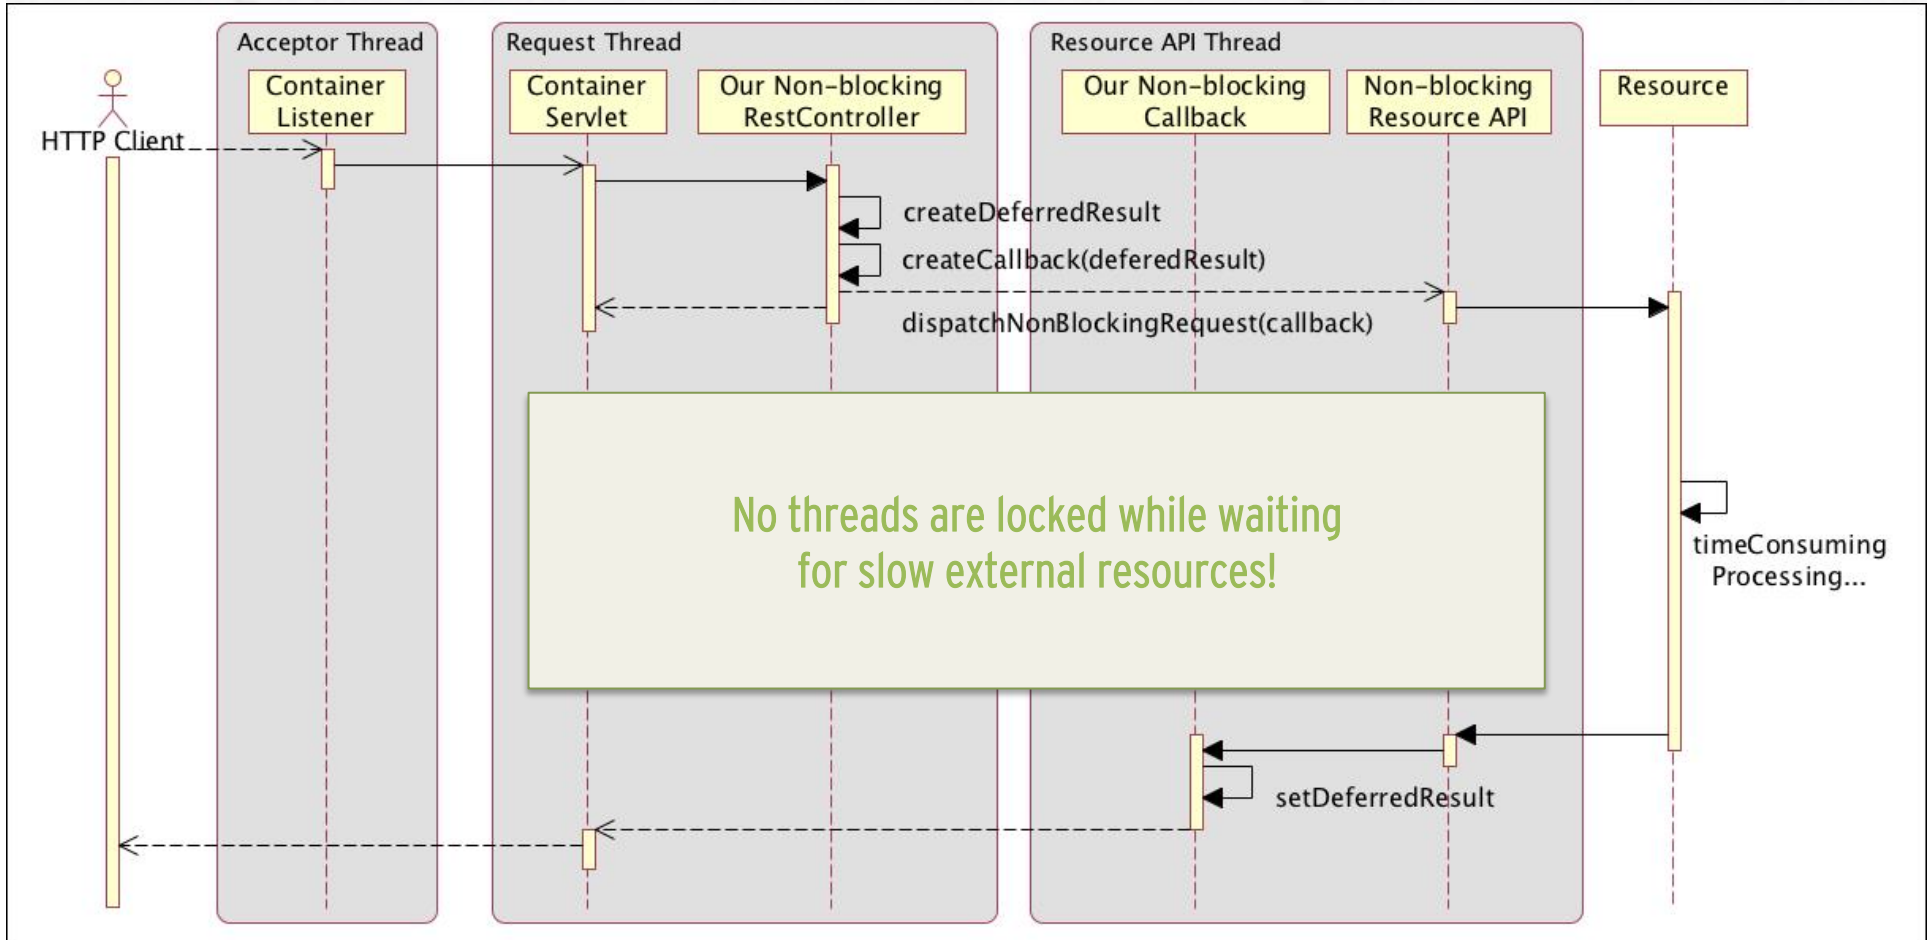 Acceptor Thread
Request Thread
Resource API Thread
Container
Listener
Container
Servlet
Our Non-blocking
RestController
Our Non-blocking
Callback
Non-blocking
Resource API
Resource
HTTP Client
createDeferredResult
createCallback(deferedResult)
dispatchNonBlockingRequest(callback)
No threads are locked while waiting
for slow external resources!
timeConsuming
Processing...
setDeferredResult